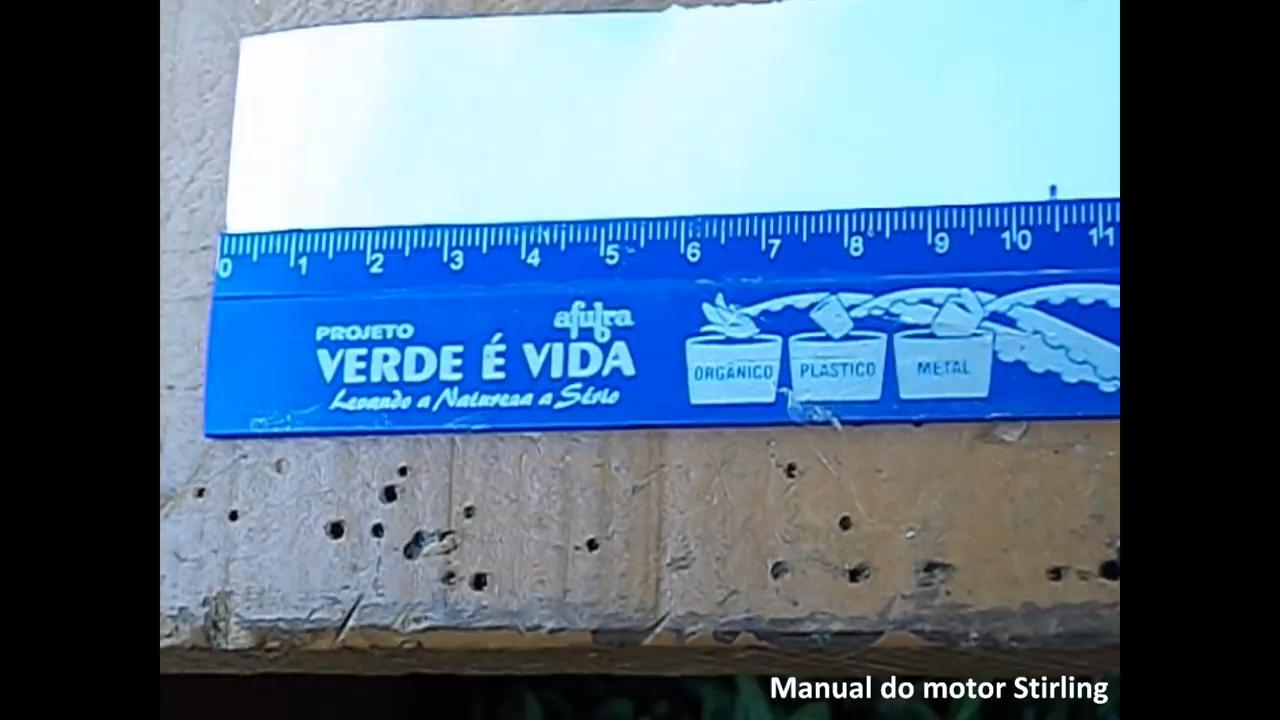 0 1 2 3 4 5 6 7 8 9 10 11
afubra
PROJETO
VERDE É VIDA
Levando a Natureza a Sério
ORGÂNICO PLASTICO METAL
Manual do motor Stirling